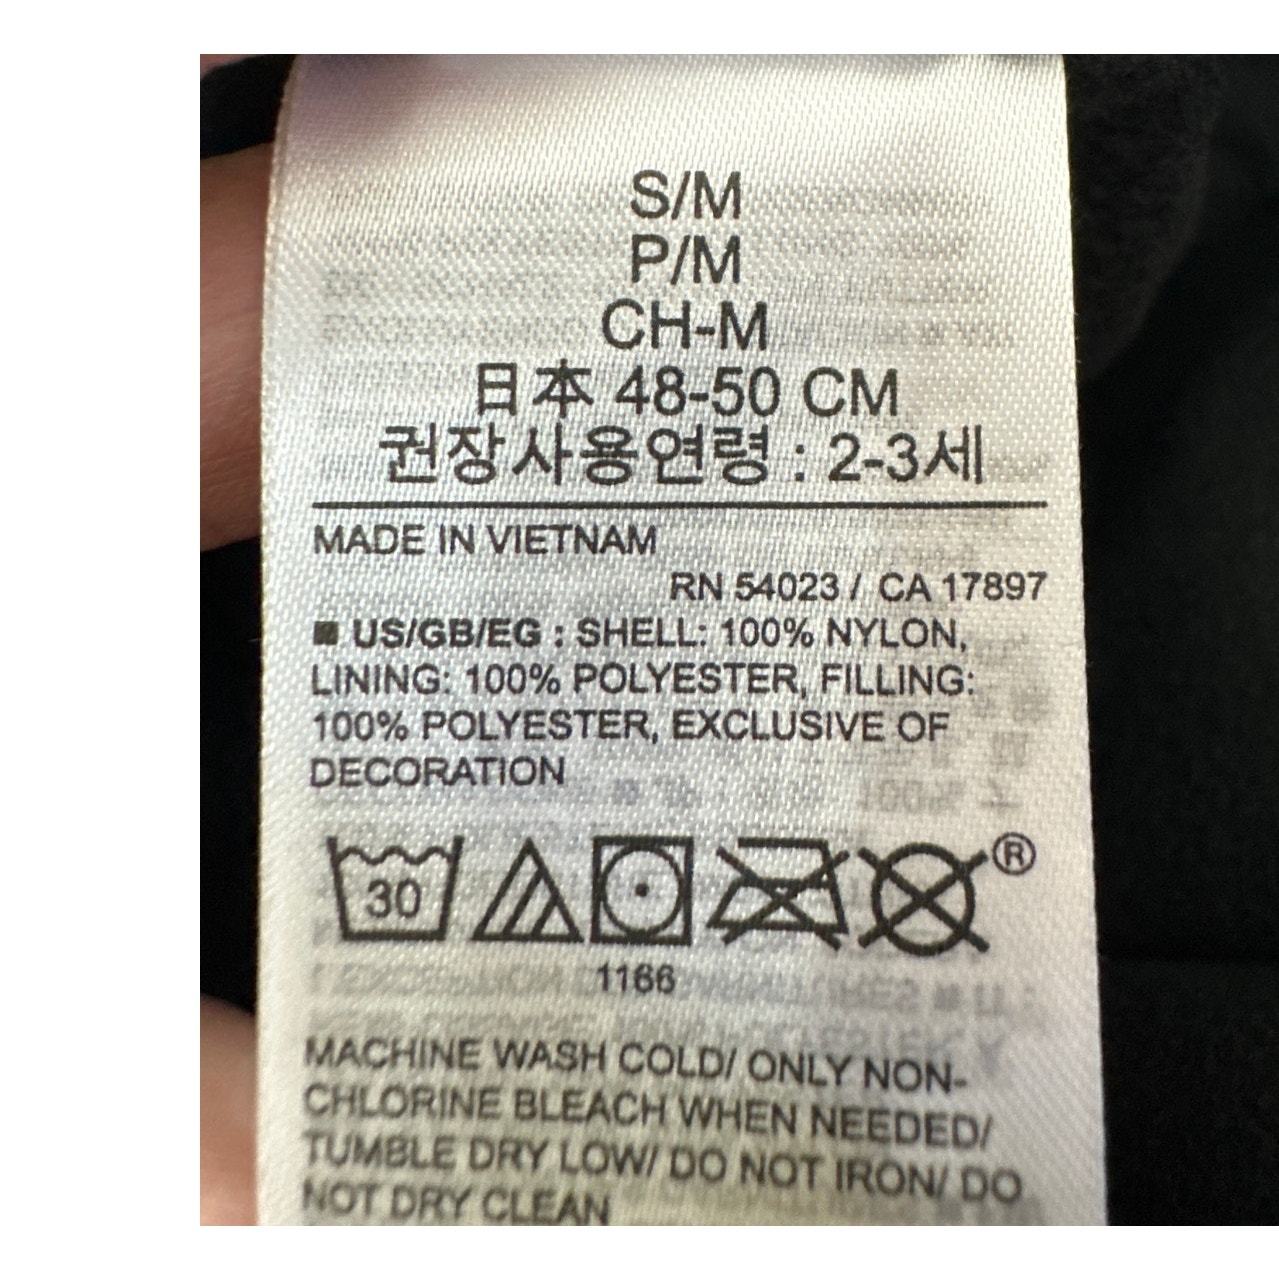 S/M
P/M
CH-M
日本 48-50 CM
권장사용연령 : 2-3세
MADE IN VIETNAM
RN 54023 / CA 17897
■ US/GB/EG : SHELL: 100% NYLON,
LINING: 100% POLYESTER, FILLING:
100% POLYESTER, EXCLUSIVE OF
DECORATION
30
®
1166
MACHINE WASH COLD/ ONLY NON-
CHLORINE BLEACH WHEN NEEDED/
TUMBLE DRY LOW/ DO NOT IRON/ DO
NOT DRY CLEAN